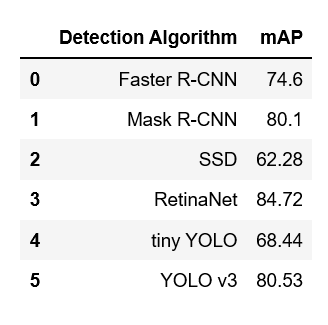 Detection Algorithm mAP
0 Faster R-CNN 74.6
1 Mask R-CNN 80.1
2 SSD 62.28
3 RetinaNet 84.72
4 tiny YOLO 68.44
5 YOLO v3 80.53